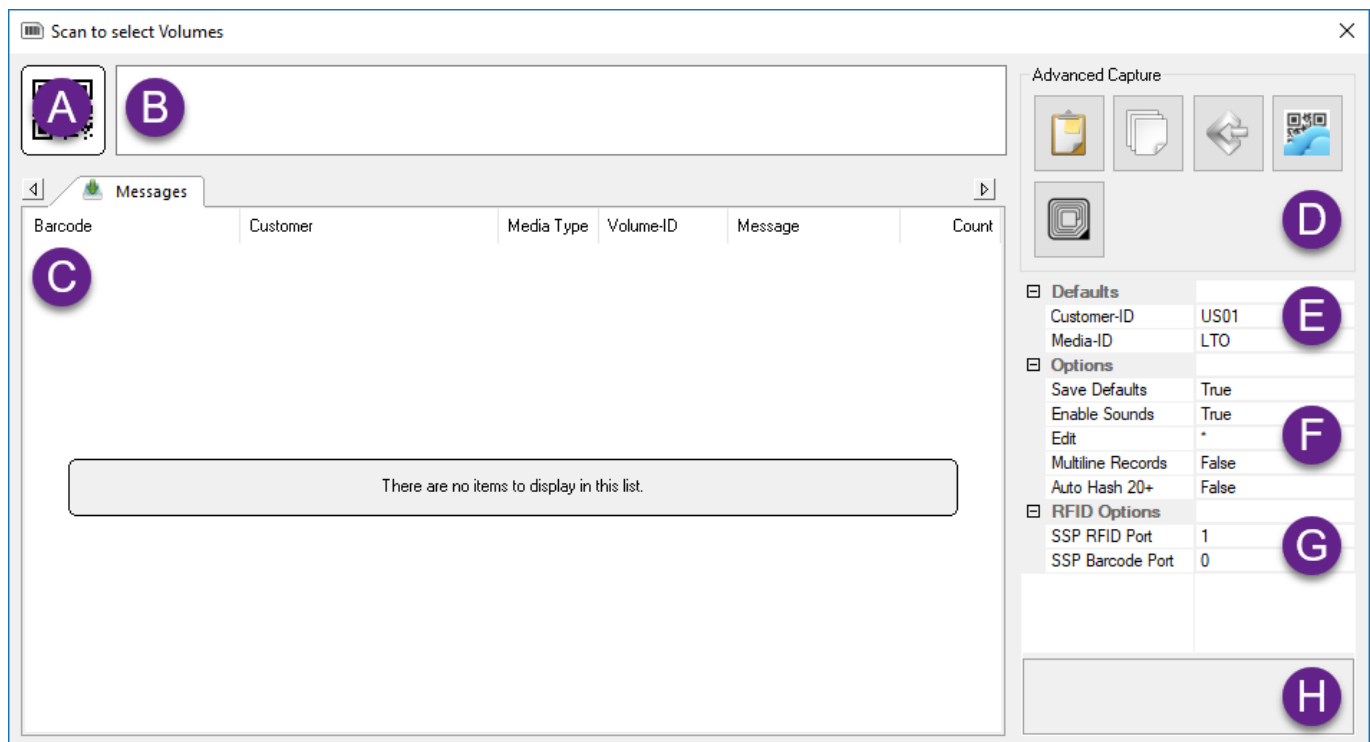 Scan to select Volumes
A
B
Advanced Capture
D
Messages
Barcode Customer Media Type Volume-ID Message Count
C
There are no items to display in this list.
Defaults
E
Customer-ID US01
Media-ID LTO
Options
Save Defaults True
Enable Sounds True
F
Edit *
Multiline Records False
Auto Hash 20+ False
RFID Options
SSP RFID Port 1
G
SSP Barcode Port 0
H